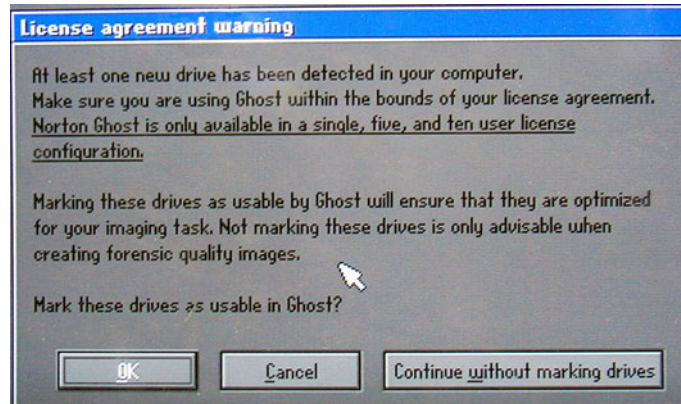 License agreement warning
At least one new drive has been detected in your computer.
Make sure you are using Ghost within the bounds of your license agreement.
Norton Ghost is only available in a single, five, and ten user license
configuration.
Marking these drives as usable by Ghost will ensure that they are optimized
for your imaging task. Not marking these drives is only advisable when
creating forensic quality images.
Mark these drives as usable in Ghost?
OK
Cancel
Continue without marking drives